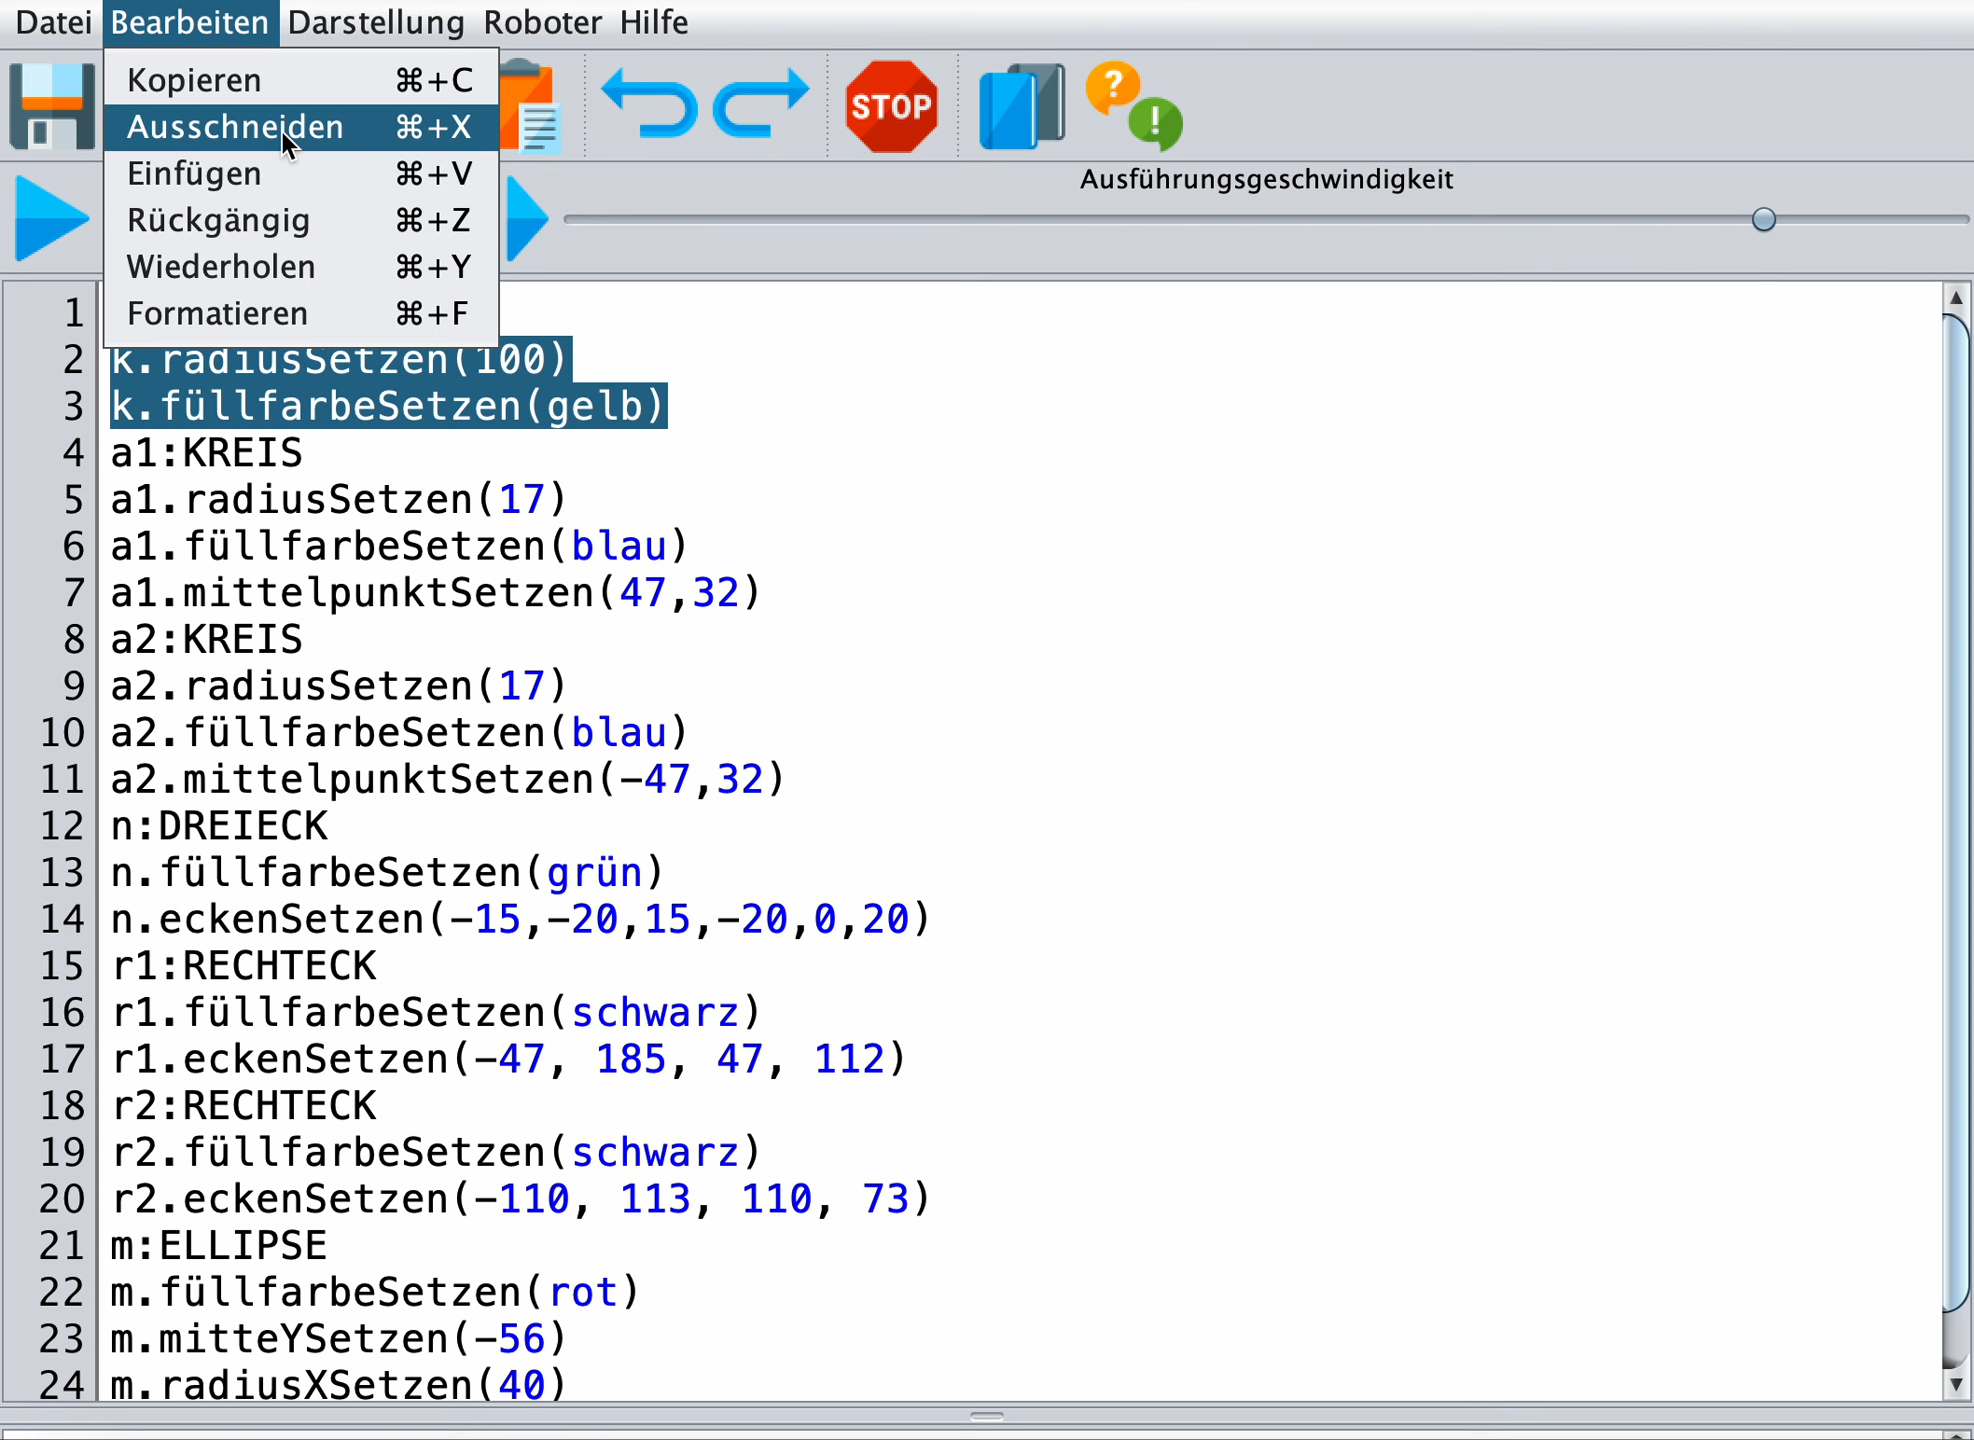 Datei Bearbeiten Darstellung Roboter Hilfe
Kopieren ⌘+C
Ausschneiden ⌘+X
Einfügen ⌘+V
Rückgängig ⌘+Z
Wiederholen ⌘+Y
Formatieren ⌘+F
STOP
?
!
Ausführungsgeschwindigkeit
1
2 k.radiusSetzen(100)
3 k.füllfarbeSetzen(gelb)
4 a1:KREIS
5 a1.radiusSetzen(17)
6 a1.füllfarbeSetzen(blau)
7 a1.mittelpunktSetzen(47,32)
8 a2:KREIS
9 a2.radiusSetzen(17)
10 a2.füllfarbeSetzen(blau)
11 a2.mittelpunktSetzen(-47,32)
12 n:DREIECK
13 n.füllfarbeSetzen(grün)
14 n.eckenSetzen(-15,-20,15,-20,0,20)
15 r1:RECHTECK
16 r1.füllfarbeSetzen(schwarz)
17 r1.eckenSetzen(-47, 185, 47, 112)
18 r2:RECHTECK
19 r2.füllfarbeSetzen(schwarz)
20 r2.eckenSetzen(-110, 113, 110, 73)
21 m:ELLIPSE
22 m.füllfarbeSetzen(rot)
23 m.mitteYSetzen(-56)
24 m.radiusXSetzen(40)